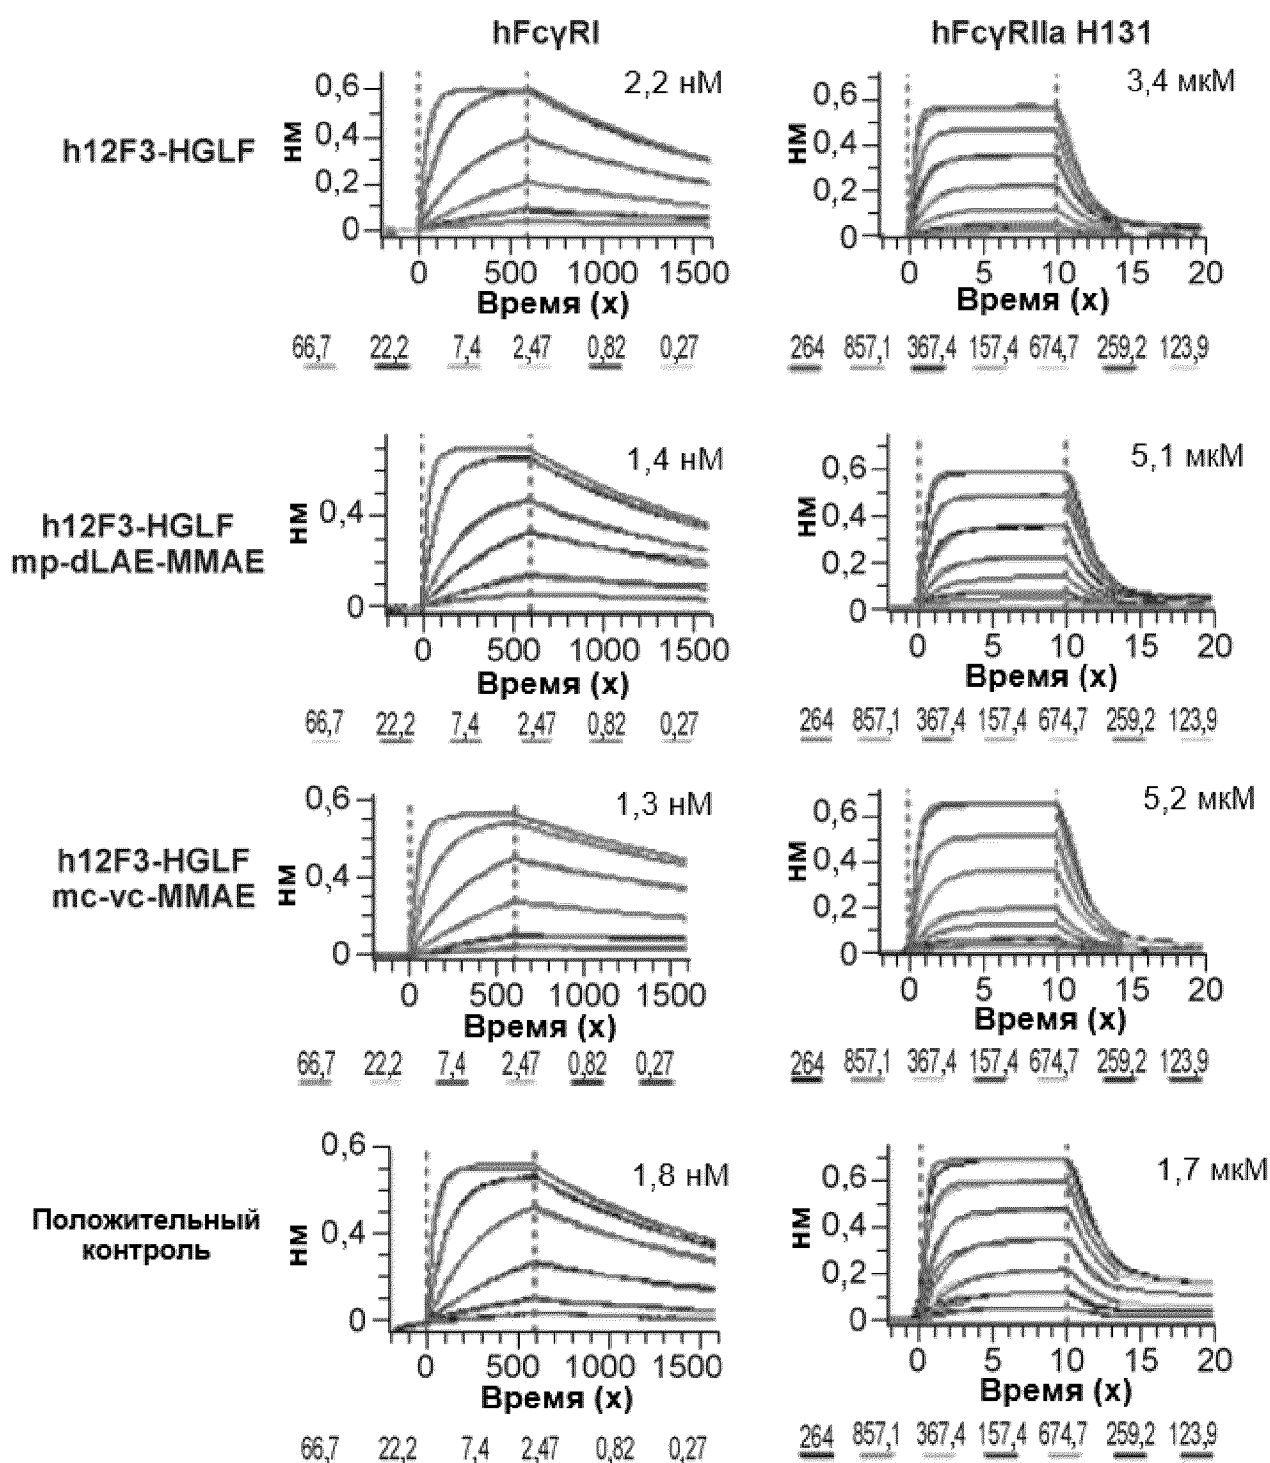 hFcγRI hFcγRIIa H131
h12F3-HGLF
2,2 нМ
нм
0,6
0,4
0,2
0
0 500 1000 1500
Время (x)
66,7 22,2 7,4 2,47 0,82 0,27
3,4 мкМ
нм
0,6
0,4
0,2
0
0 5 10 15 20
Время (x)
264 857,1 367,4 157,4 674,7 259,2 123,9
h12F3-HGLF
mp-dLAE-MMAE
1,4 нМ
нм
0,4
0
0 500 1000 1500
Время (x)
66,7 22,2 7,4 2,47 0,82 0,27
5,1 мкМ
нм
0,6
0,4
0,2
0
0 5 10 15 20
Время (x)
264 857,1 367,4 157,4 674,7 259,2 123,9
h12F3-HGLF
mc-vc-MMAE
1,3 нМ
нм
0,6
0,4
0
0 500 1000 1500
Время (x)
66,7 22,2 7,4 2,47 0,82 0,27
5,2 мкМ
нм
0,6
0,4
0,2
0
0 5 10 15 20
Время (x)
264 857,1 367,4 157,4 674,7 259,2 123,9
Положительный
контроль
1,8 нМ
нм
0,6
0,4
0
0 500 1000 1500
Время (x)
66,7 22,2 7,4 2,47 0,82 0,27
1,7 мкМ
нм
0,6
0,4
0,2
0
0 5 10 15 20
Время (x)
264 857,1 367,4 157,4 674,7 259,2 123,9